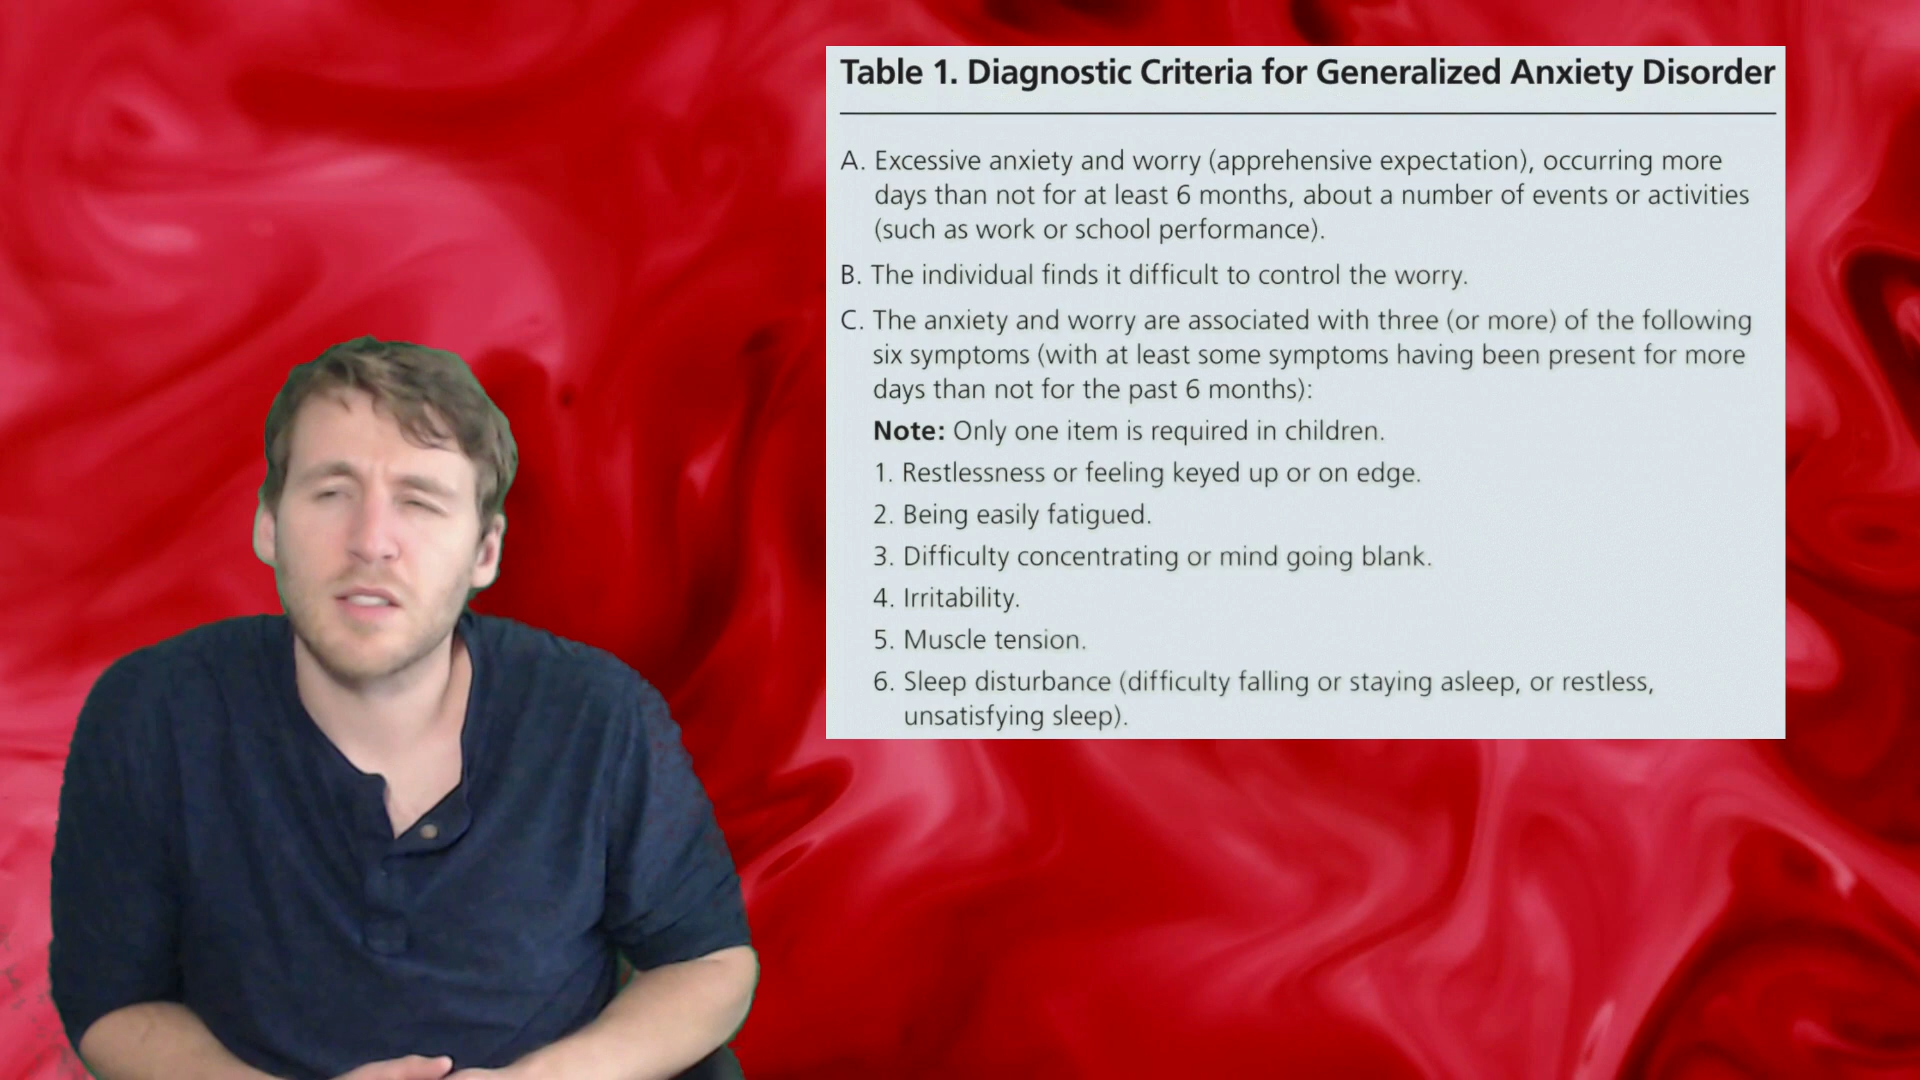 Table 1. Diagnostic Criteria for Generalized Anxiety Disorder
A. Excessive anxiety and worry (apprehensive expectation), occurring more
days than not for at least 6 months, about a number of events or activities
(such as work or school performance).
B. The individual finds it difficult to control the worry.
C. The anxiety and worry are associated with three (or more) of the following
six symptoms (with at least some symptoms having been present for more
days than not for the past 6 months):
Note: Only one item is required in children.
1. Restlessness or feeling keyed up or on edge.
2. Being easily fatigued.
3. Difficulty concentrating or mind going blank.
4. Irritability.
5. Muscle tension.
6. Sleep disturbance (difficulty falling or staying asleep, or restless,
unsatisfying sleep).